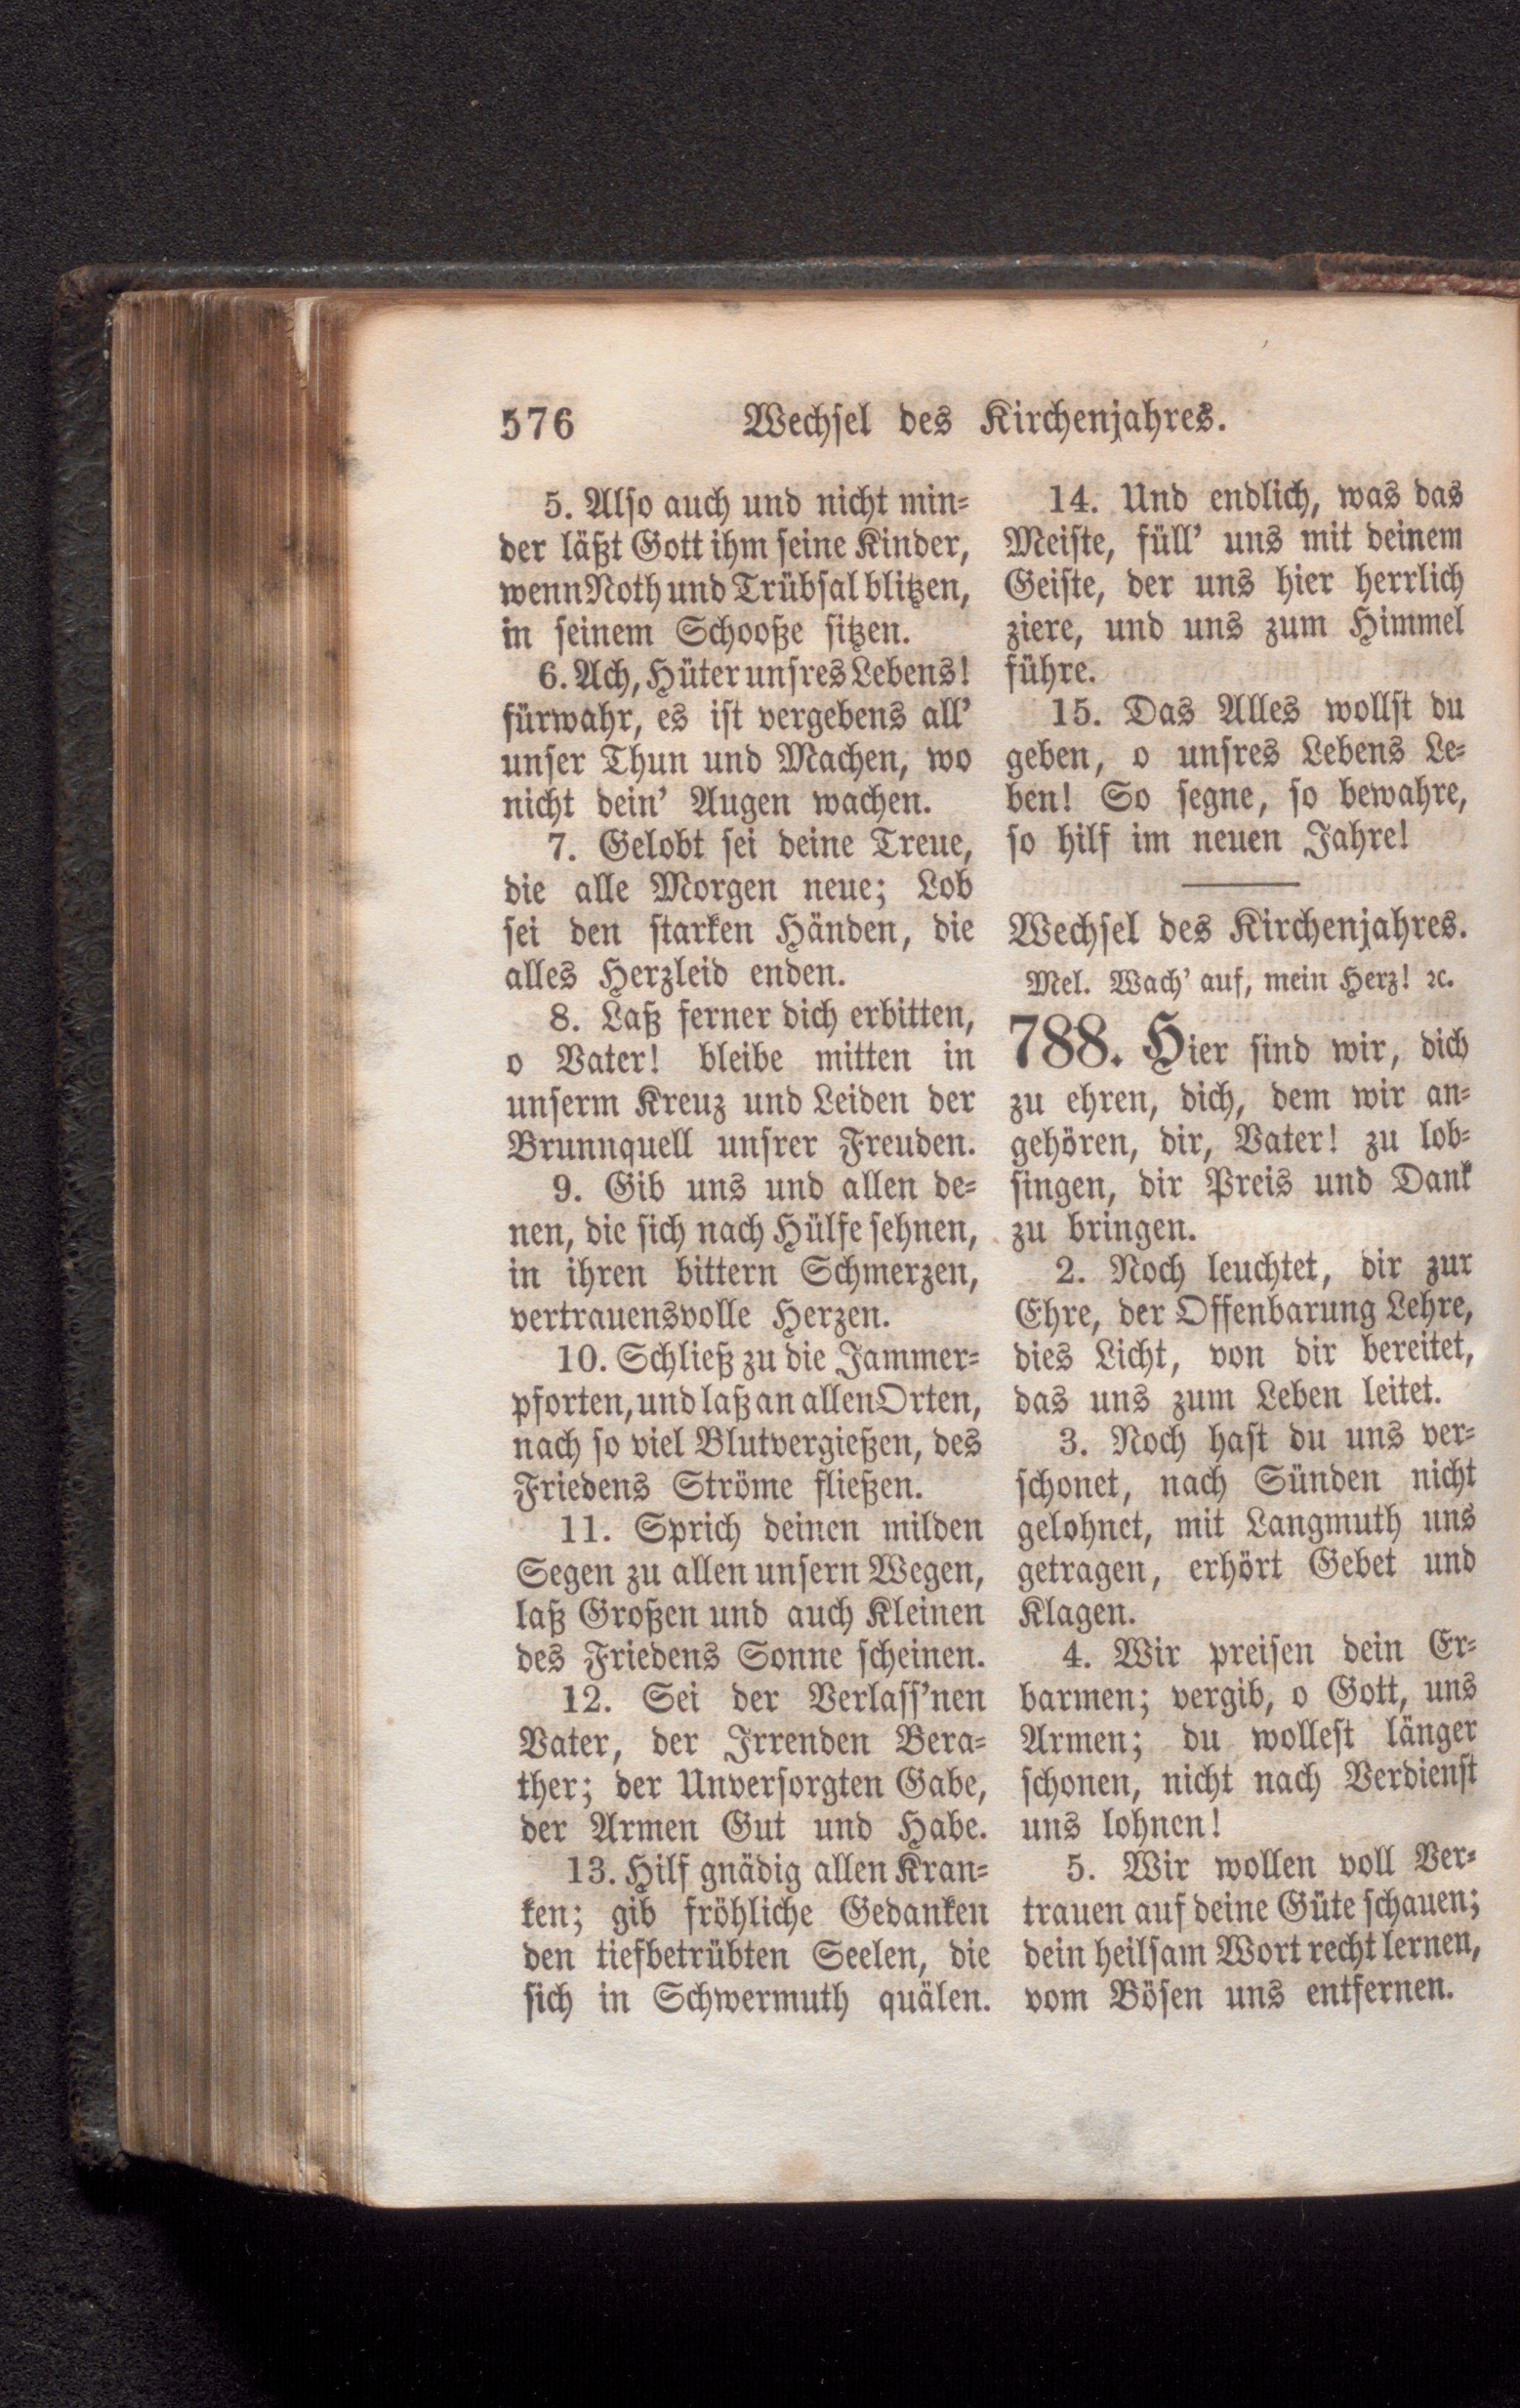 576 Wechsel des Kirchenjahres.
5. Also auch und nicht min-
der läßt Gott ihm seine Kinder,
wenn Noth und Trübsal blitzen,
in seinem Schooße sitzen.
6. Ach, Hüter unsres Lebens!
fürwahr, es ist vergebens all'
unser Thun und Machen, wo
nicht dein' Augen wachen.
7. Gelobt sei deine Treue,
die alle Morgen neue; Lob
sei den starken Händen, die
alles Herzleid enden.
8. Laß ferner dich erbitten,
o Vater! bleibe mitten in
unserm Kreuz und Leiden der
Brunnquell unsrer Freuden.
9. Gib uns und allen de-
nen, die sich nach Hülfe sehnen,
in ihren bittern Schmerzen,
vertrauensvolle Herzen.
10. Schließ zu die Jammer-
pforten, und laß an allen Orten,
nach so viel Blutvergießen, des
Friedens Ströme fließen.
11. Sprich deinen milden
Segen zu allen unsern Wegen,
laß Großen und auch Kleinen
des Friedens Sonne scheinen.
12. Sei der Verlass'nen
Vater, der Irrenden Bera-
ther; der Unversorgten Gabe,
der Armen Gut und Habe.
13. Hilf gnädig allen Kran-
ken; gib fröhliche Gedanken
den tiefbetrübten Seelen, die
sich in Schwermuth quälen.
14. Und endlich, was das
Meiste, füll' uns mit deinem
Geiste, der uns hier herrlich
ziere, und uns zum Himmel
führe.
15. Das Alles wollst du
geben, o unsres Lebens Le-
ben! So segne, so bewahre,
so hilf im neuen Jahre!
Wechsel des Kirchenjahres.
Mel. Wach' auf, mein Herz! ꝛc.
788. Hier sind wir, dich
zu ehren, dich, dem wir an-
gehören, dir, Vater! zu lob-
singen, dir Preis und Dank
zu bringen.
2. Noch leuchtet, dir zur
Ehre, der Offenbarung Lehre,
dies Licht, von dir bereitet,
das uns zum Leben leitet.
3. Noch hast du uns ver-
schonet, nach Sünden nicht
gelohnet, mit Langmuth uns
getragen, erhört Gebet und
Klagen.
4. Wir preisen dein Er-
barmen; vergib, o Gott, uns
Armen; du wollest länger
schonen, nicht nach Verdienst
uns lohnen!
5. Wir wollen voll Ver-
trauen auf deine Güte schauen;
dein heilsam Wort recht lernen,
vom Bösen uns entfernen.